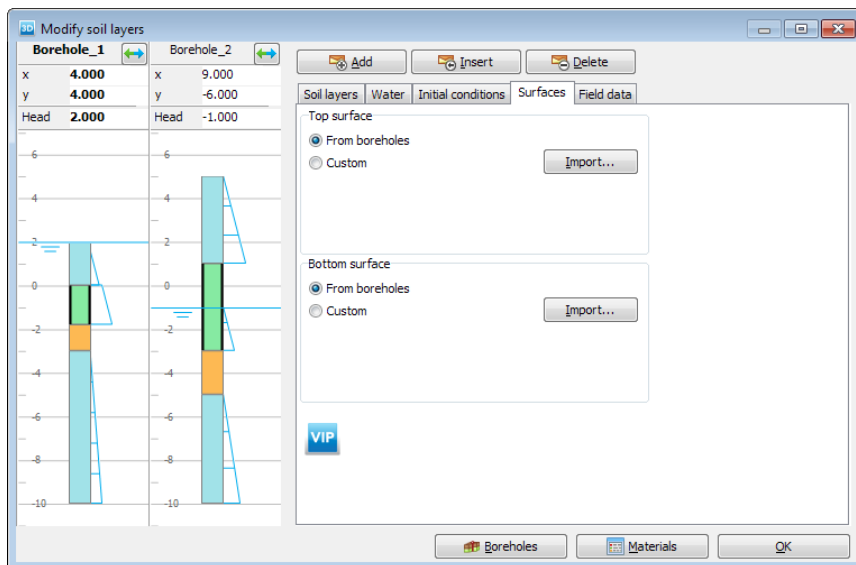 3D Modify soil layers
Borehole_1 Borehole_2
x 4.000 x 9.000
y 4.000 y -6.000
Head 2.000 Head -1.000
6 6
4 4
2 2
0 0
-2 -2
-4 -4
-6 -6
-8 -8
-10 -10
Add Insert Delete
Soil layers Water Initial conditions Surfaces Field data
Top surface
From boreholes
Custom Import...
Bottom surface
From boreholes
Custom Import...
VIP
Boreholes Materials OK